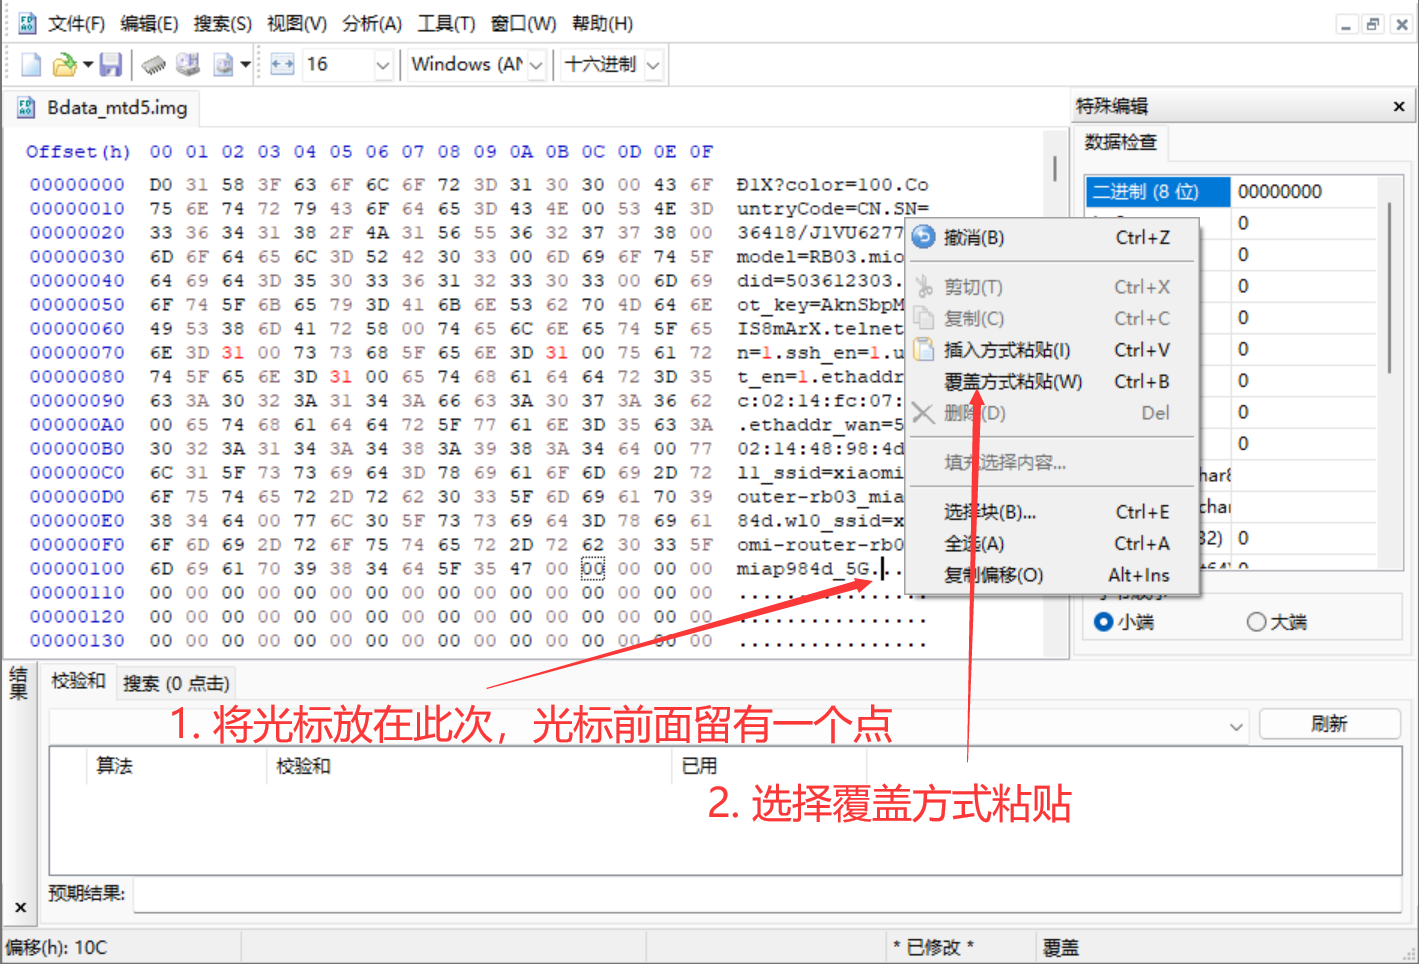 文件(F) 编辑(E) 搜索(S) 视图(V) 分析(A) 工具(T) 窗口(W) 帮助(H)
16 Windows (AN 十六进制
Bdata_mtd5.img
特殊编辑
数据检查
Offset(h) 00 01 02 03 04 05 06 07 08 09 0A 0B 0C 0D 0E 0F
00000000 D0 31 58 3F 63 6F 6C 6F 72 3D 31 30 30 00 43 6F Ð1X?color=100.Co
00000010 75 6E 74 72 79 43 6F 64 65 3D 43 4E 00 53 4E 3D untryCode=CN.SN=
00000020 33 36 34 31 38 2F 4A 31 56 55 36 32 37 37 38 00 36418/J1VU6277
00000030 6D 6F 64 65 6C 3D 52 42 30 33 00 6D 69 6F 74 5F model=RB03.mio
00000040 64 69 64 3D 35 30 33 36 31 32 33 30 33 00 6D 69 did=503612303.
00000050 6F 74 5F 6B 65 79 3D 41 6B 6E 53 62 70 4D 64 6E ot_key=AknSbpM
00000060 49 53 38 6D 41 72 58 00 74 65 6C 6E 65 74 5F 65 IS8mArX.telnet
00000070 6E 3D 31 00 73 73 68 5F 65 6E 3D 31 00 75 61 72 n=1.ssh_en=1.u
00000080 74 5F 65 6E 3D 31 00 65 74 68 61 64 64 72 3D 35 t_en=1.ethaddr
00000090 63 3A 30 32 3A 31 34 3A 66 63 3A 30 37 3A 36 62 c:02:14:fc:07:
000000A0 00 65 74 68 61 64 64 72 5F 77 61 6E 3D 35 63 3A .ethaddr_wan=5
000000B0 30 32 3A 31 34 3A 34 38 3A 39 38 3A 34 64 00 77 02:14:48:98:4d
000000C0 6C 31 5F 73 73 69 64 3D 78 69 61 6F 6D 69 2D 72 l1_ssid=xiaomi
000000D0 6F 75 74 65 72 2D 72 62 30 33 5F 6D 69 61 70 39 outer-rb03_mia
000000E0 38 34 64 00 77 6C 30 5F 73 73 69 64 3D 78 69 61 84d.wl0_ssid=x
000000F0 6F 6D 69 2D 72 6F 75 74 65 72 2D 72 62 30 33 5F omi-router-rb0
00000100 6D 69 61 70 39 38 34 64 5F 35 47 00 00 00 00 00 miap984d_5G...
00000110 00 00 00 00 00 00 00 00 00 00 00 00 00 00 00 00 ................
00000120 00 00 00 00 00 00 00 00 00 00 00 00 00 00 00 00 ................
00000130 00 00 00 00 00 00 00 00 00 00 00 00 00 00 00 00 ................
二进制 (8 位) 00000000
0
0
0
0
0
0
0
0
har8
char
32) 0
t64) 0
小端 大端
撤消(B) Ctrl+Z
剪切(T) Ctrl+X
复制(C) Ctrl+C
插入方式粘贴(I) Ctrl+V
覆盖方式粘贴(W) Ctrl+B
删除(D) Del
填充选择内容...
选择块(B)... Ctrl+E
全选(A) Ctrl+A
复制偏移(O) Alt+Ins
结果
校验和 搜索 (0 点击)
1. 将光标放在此次，光标前面留有一个点
刷新
算法 校验和 已用
2. 选择覆盖方式粘贴
预期结果:
偏移(h): 10C * 已修改 * 覆盖